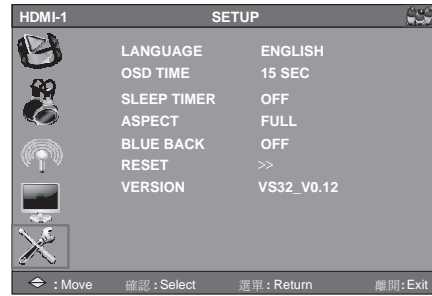 HDMI-1 SETUP
LANGUAGE ENGLISH
OSD TIME 15 SEC
SLEEP TIMER OFF
ASPECT FULL
BLUE BACK OFF
RESET >>
VERSION VS32_V0.12
: Move 確認 : Select 選單 : Return 離開 : Exit